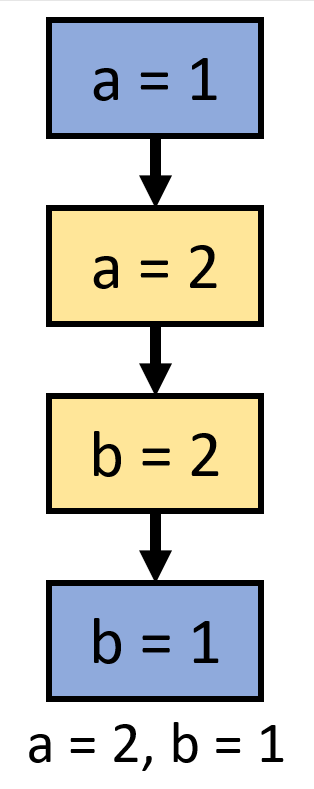 a = 1
a = 2
b = 2
b = 1
a = 2, b = 1